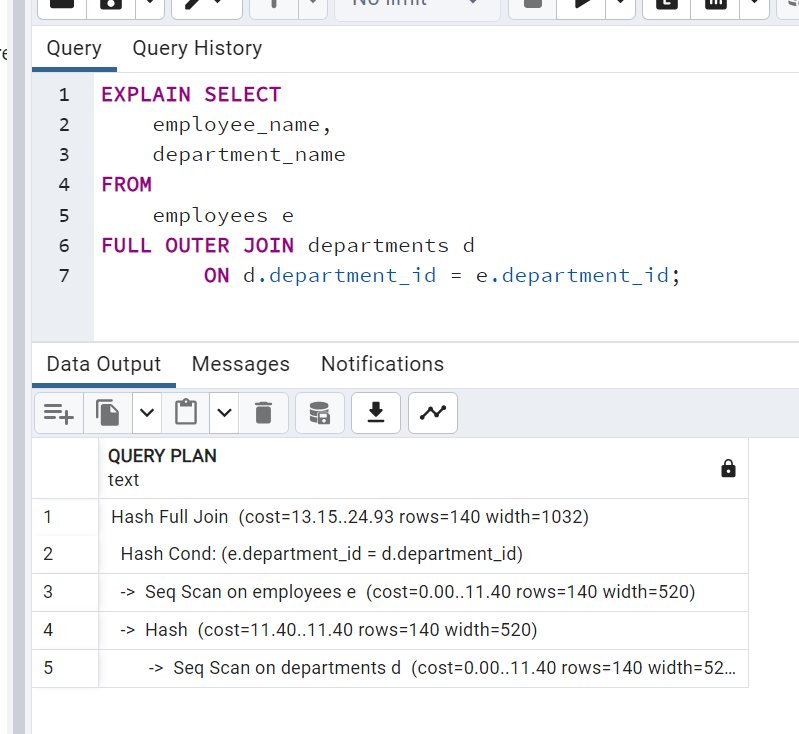 No limit
Query Query History
1 EXPLAIN SELECT
2 employee_name,
3 department_name
4 FROM
5 employees e
6 FULL OUTER JOIN departments d
7 ON d.department_id = e.department_id;
Data Output Messages Notifications
QUERY PLAN
text
1 Hash Full Join (cost=13.15..24.93 rows=140 width=1032)
2 Hash Cond: (e.department_id = d.department_id)
3 -> Seq Scan on employees e (cost=0.00..11.40 rows=140 width=520)
4 -> Hash (cost=11.40..11.40 rows=140 width=520)
5 -> Seq Scan on departments d (cost=0.00..11.40 rows=140 width=52…